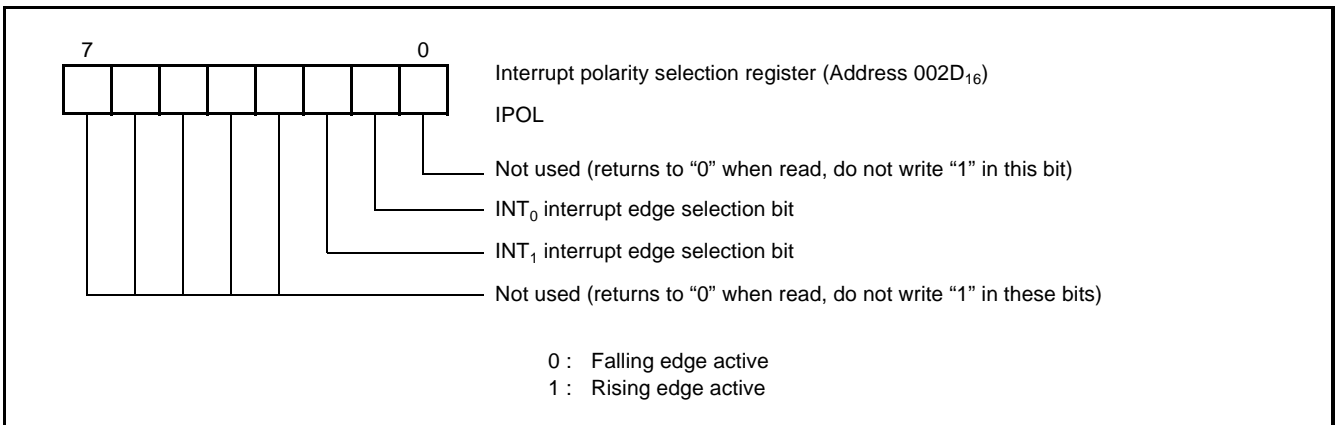 7 0
Interrupt polarity selection register (Address 002D₁₆)
IPOL
Not used (returns to “0” when read, do not write “1” in this bit)
INT₀ interrupt edge selection bit
INT₁ interrupt edge selection bit
Not used (returns to “0” when read, do not write “1” in these bits)
0 : Falling edge active
1 : Rising edge active